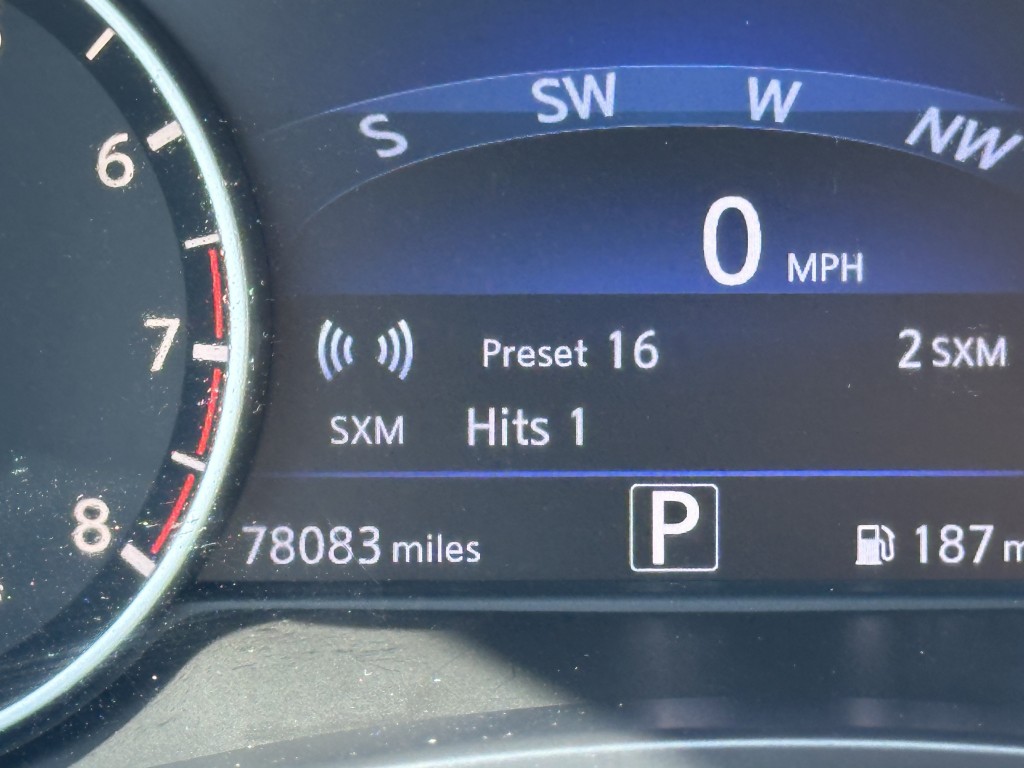 S SW W NW
6
0 MPH
7
Preset 16 2 SXM
SXM Hits 1
8
78083 miles P 187 m